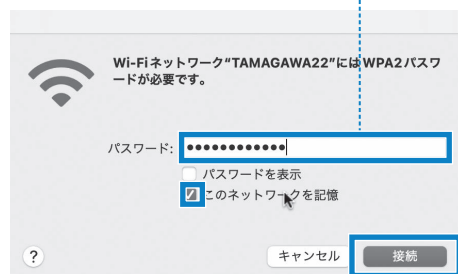 Wi-Fiネットワーク“TAMAGAWA22”にはWPA2パスワ
ードが必要です。
パスワード: ••••••••••••
パスワードを表示
このネットワークを記憶
? キャンセル 接続